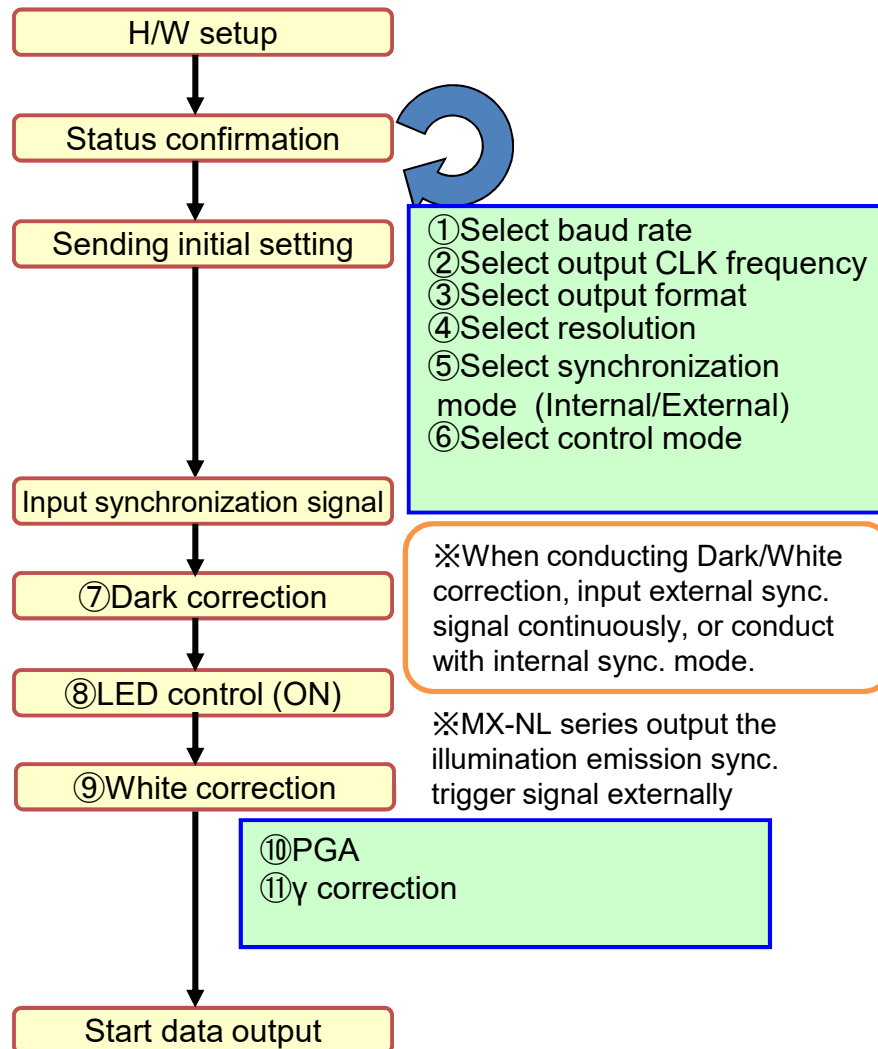 H/W setup
Status confirmation
Sending initial setting
①Select baud rate
②Select output CLK frequency
③Select output format
④Select resolution
⑤Select synchronization
mode (Internal/External)
⑥Select control mode
Input synchronization signal
※When conducting Dark/White
correction, input external sync.
signal continuously, or conduct
with internal sync. mode.
⑦Dark correction
⑧LED control (ON)
※MX-NL series output the
illumination emission sync.
trigger signal externally
⑨White correction
⑩PGA
⑪γ correction
Start data output